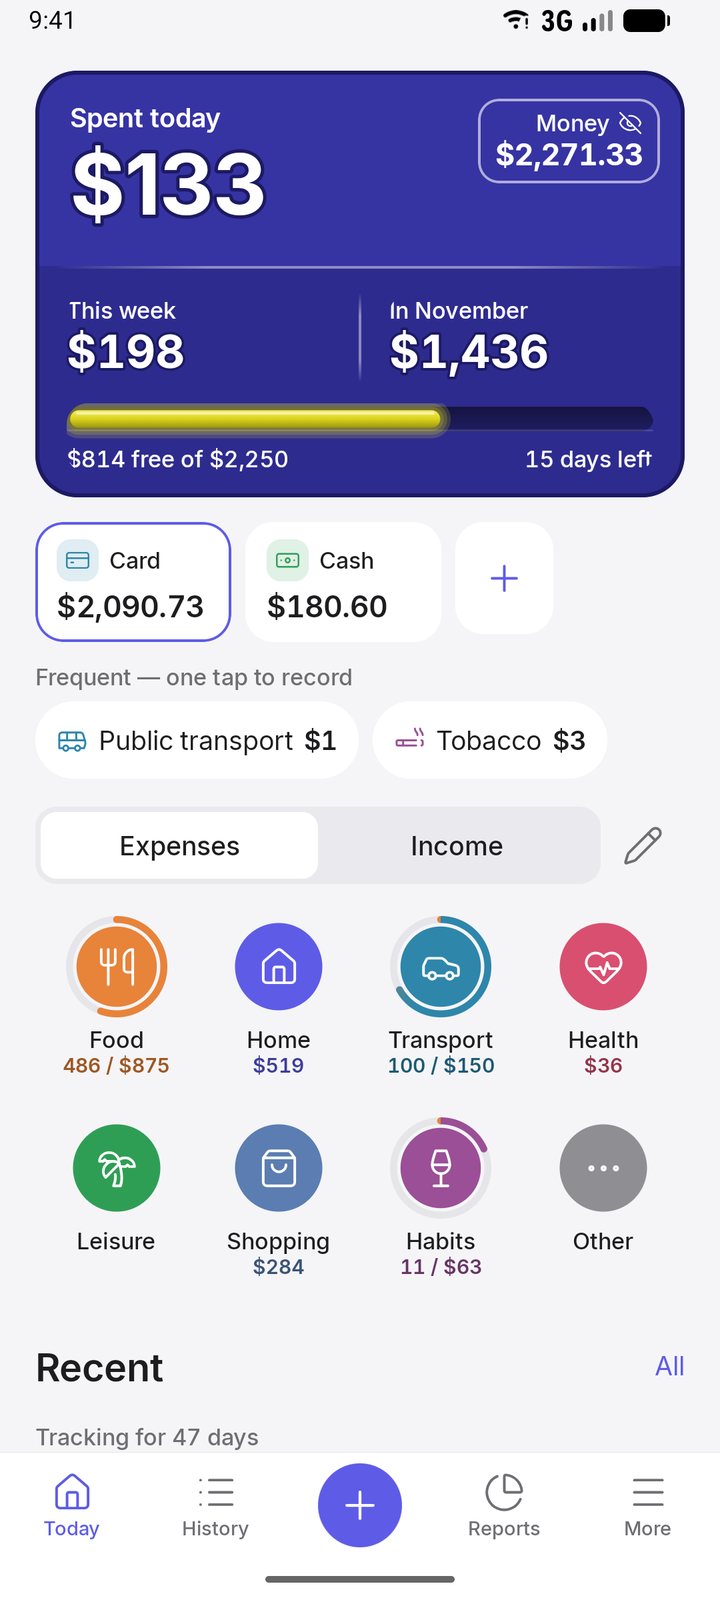 9:41
3G
Spent today
$133
Money
$2,271.33
This week
$198
In November
$1,436
$814 free of $2,250
15 days left
Card
$2,090.73
Cash
$180.60
Frequent — one tap to record
Public transport $1
Tobacco $3
Expenses
Income
Food
486 / $875
Home
$519
Transport
100 / $150
Health
$36
Leisure
Shopping
$284
Habits
11 / $63
Other
Recent
All
Tracking for 47 days
Today
History
Reports
More